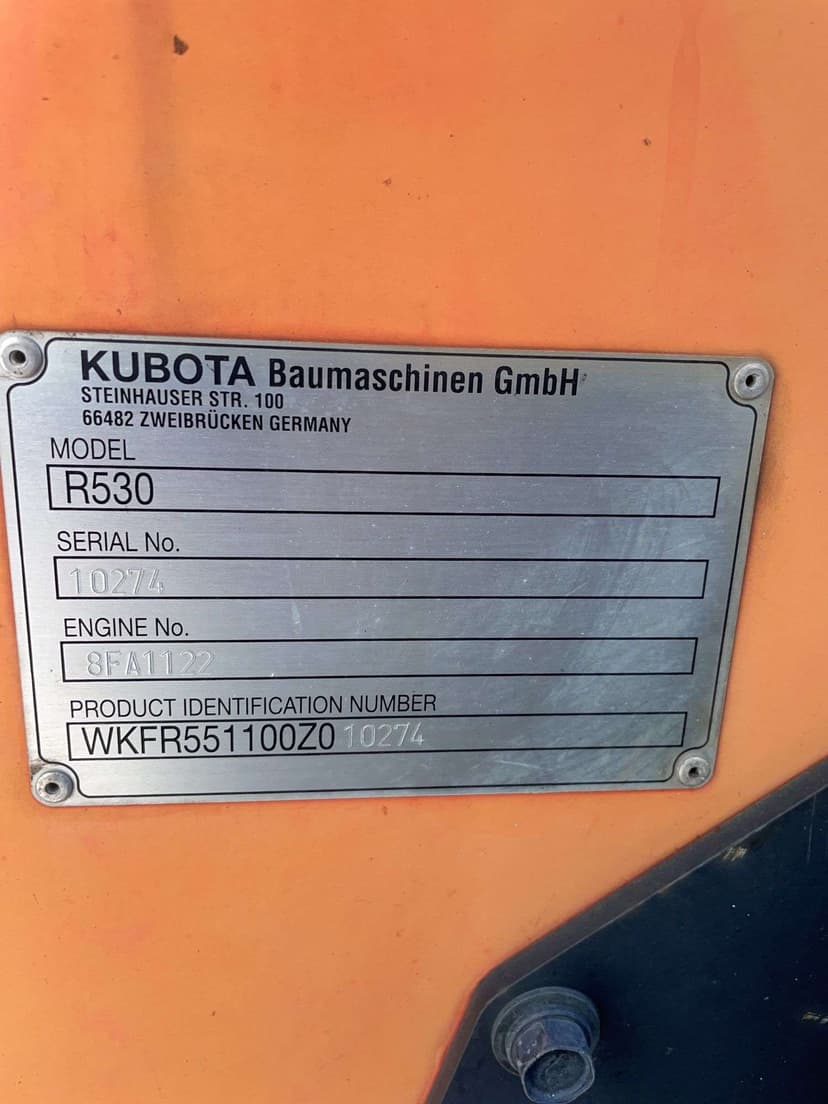 KUBOTA Baumaschinen GmbH
STEINHAUSER STR. 100
66482 ZWEIBRÜCKEN GERMANY
MODEL
R530
SERIAL No.
10274
ENGINE No.
8FA1122
PRODUCT IDENTIFICATION NUMBER
WKFR551100Z010274